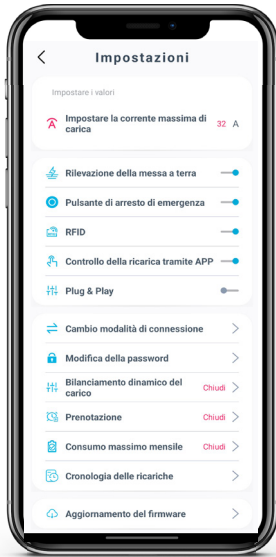 Impostazioni
Impostare i valori
Impostare la corrente massima di
carica
32 A
Rilevazione della messa a terra
Pulsante di arresto di emergenza
RFID
Controllo della ricarica tramite APP
Plug & Play
Cambio modalità di connessione
Modifica della password
Bilanciamento dinamico del
carico
Chiudi
Prenotazione
Chiudi
Consumo massimo mensile
Chiudi
Cronologia delle ricariche
Aggiornamento del firmware